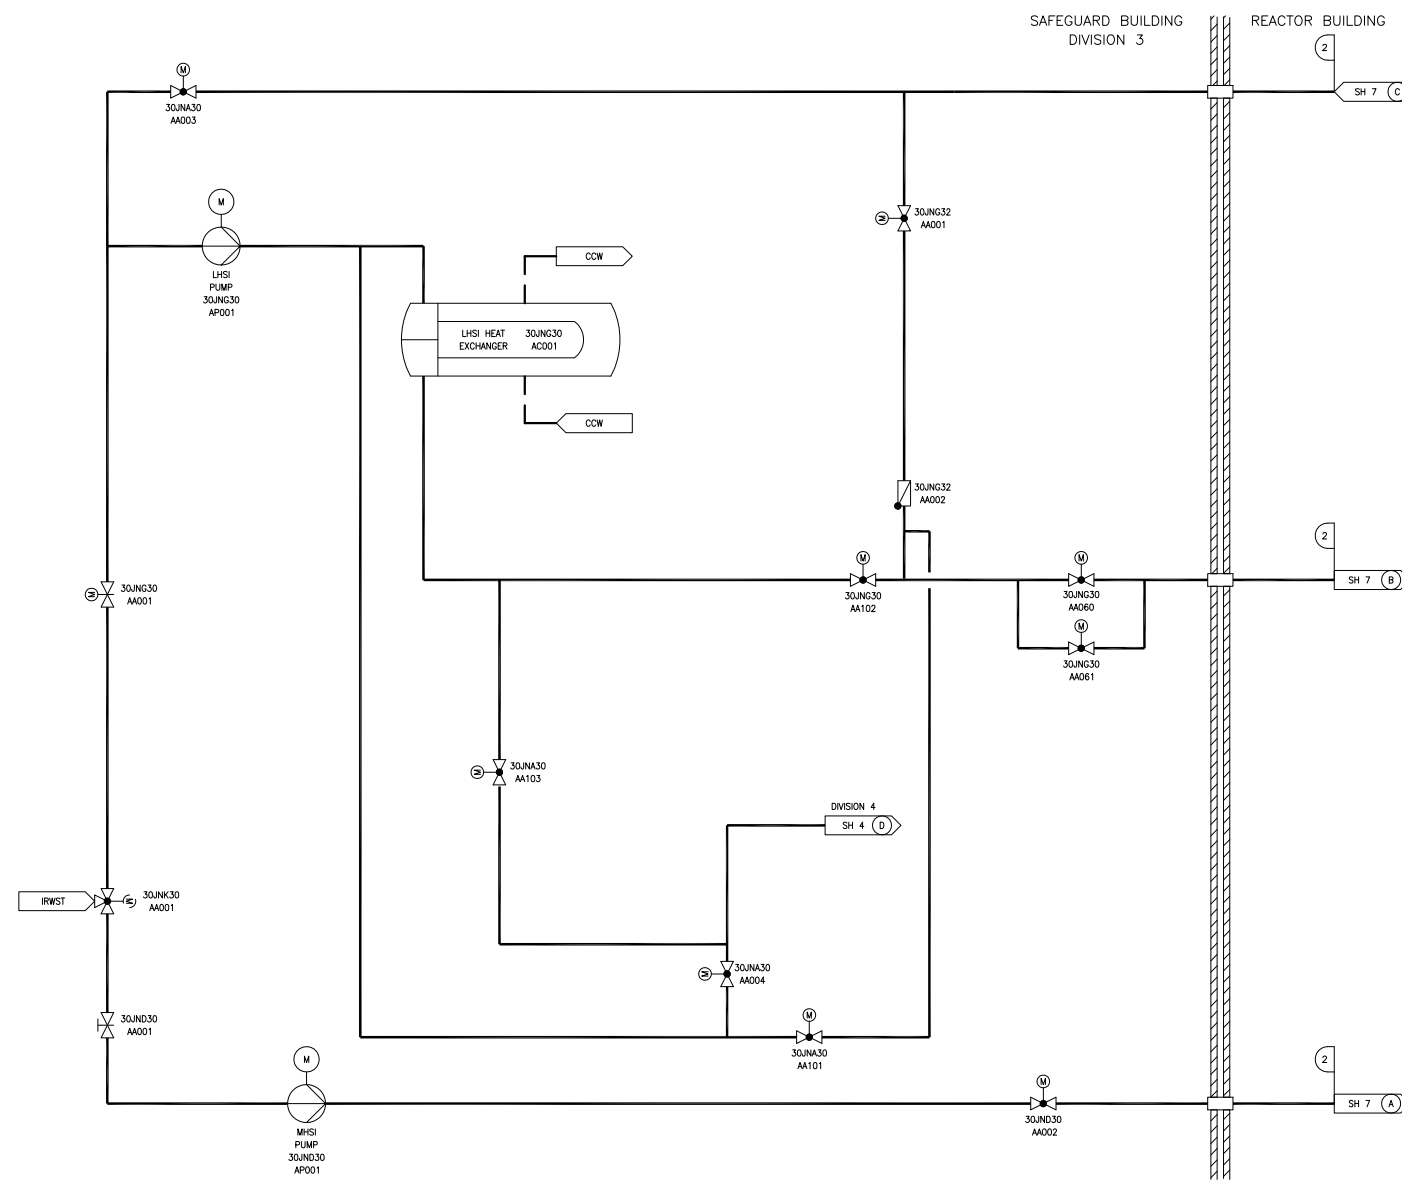 SAFEGUARD BUILDING
DIVISION 3
REACTOR BUILDING
2
M
30JNA30
AA003
SH 7 C
M
LHSI
PUMP
30JNG30
AP001
M
30JNG32
AA001
CCW
LHSI HEAT
EXCHANGER
30JNG30
AC001
CCW
30JNG32
AA002
2
M
30JNG30
AA102
M
30JNG30
AA060
SH 7 B
M
30JNG30
AA001
M
30JNG30
AA061
M
30JNA30
AA103
DIVISION 4
SH 4 D
IRWST
M
30JNK30
AA001
M
30JNA30
AA004
30JND30
AA001
M
30JNA30
AA101
M
MHSI
PUMP
30JND30
AP001
M
30JND30
AA002
2
SH 7 A